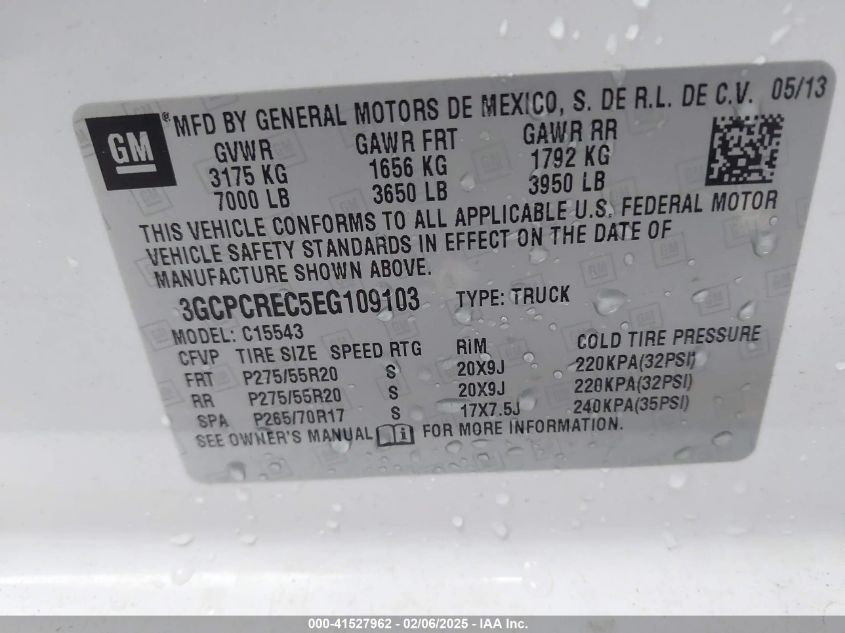 GM
® MFD BY GENERAL MOTORS DE MEXICO, S. DE R.L. DE C.V. 05/13
GVWR GAWR FRT GAWR RR
3175 KG 1656 KG 1792 KG
7000 LB 3650 LB 3950 LB
THIS VEHICLE CONFORMS TO ALL APPLICABLE U.S. FEDERAL MOTOR
VEHICLE SAFETY STANDARDS IN EFFECT ON THE DATE OF
MANUFACTURE SHOWN ABOVE.
3GCPCREC5EG109103 TYPE: TRUCK
MODEL: C15543
CFVP TIRE SIZE SPEED RTG RIM COLD TIRE PRESSURE
FRT P275/55R20 S 20X9J 220KPA(32PSI)
RR P275/55R20 S 20X9J 220KPA(32PSI)
SPA P265/70R17 S 17X7.5J 240KPA(35PSI)
SEE OWNER'S MANUAL FOR MORE INFORMATION.
000-41527962 - 02/06/2025 - IAA Inc.